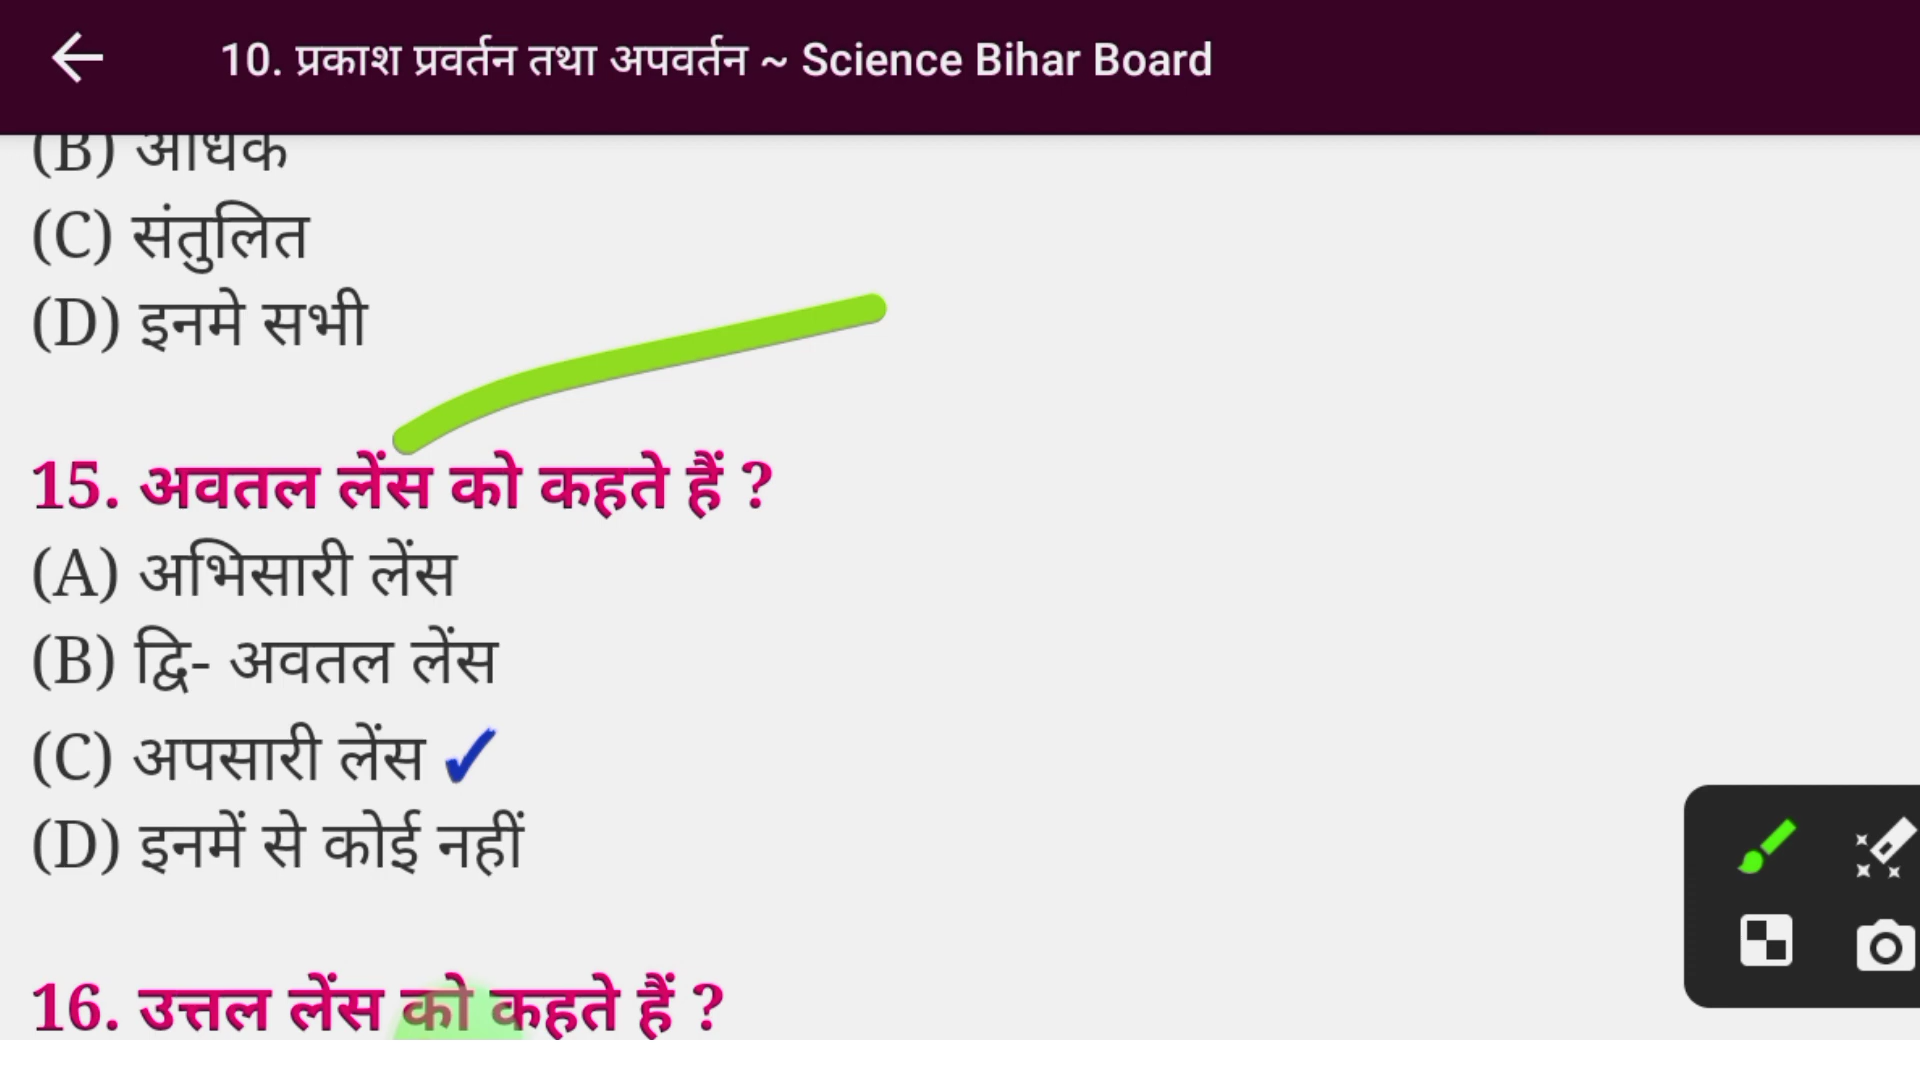 10. प्रकाश प्रवर्तन तथा अपवर्तन ~ Science Bihar Board
(B) अधिक
(C) संतुलित
(D) इनमे सभी
15. अवतल लेंस को कहते हैं ?
(A) अभिसारी लेंस
(B) द्वि- अवतल लेंस
(C) अपसारी लेंस ✓
(D) इनमें से कोई नहीं
16. उत्तल लेंस को कहते हैं ?